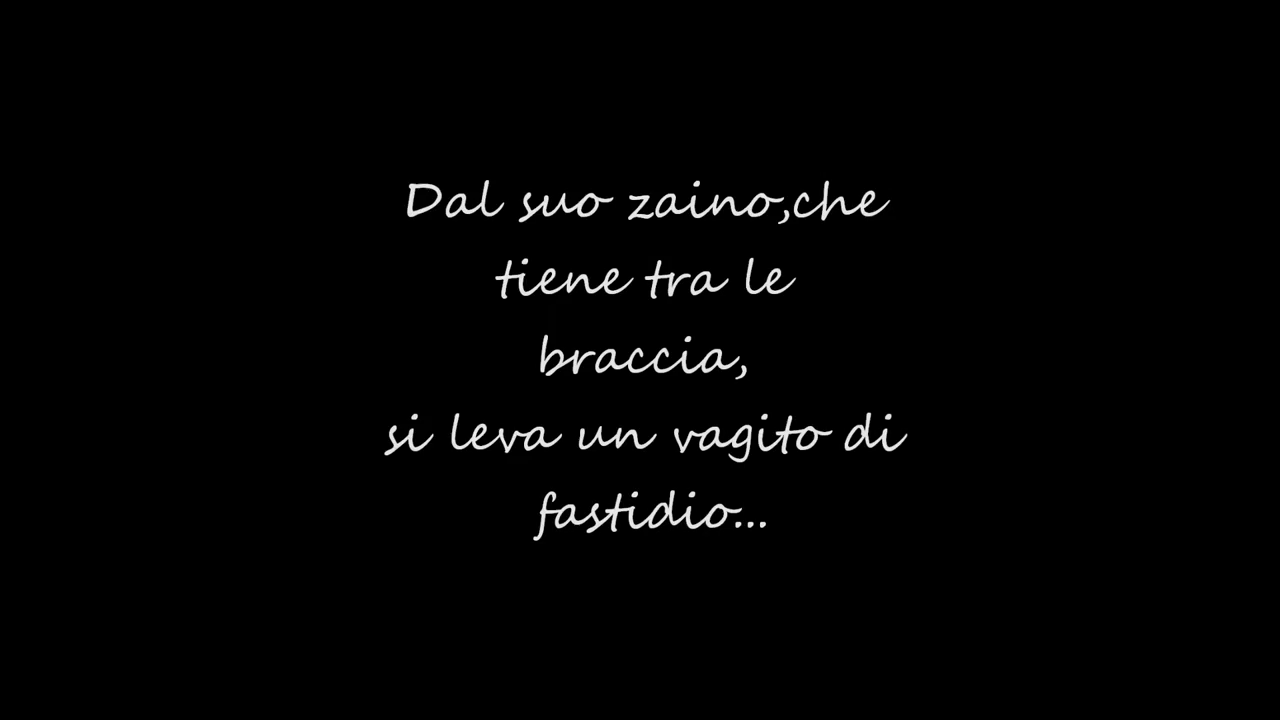 Dal suo zaino,che
tiene tra le
braccia,
si leva un vagito di
fastidio...